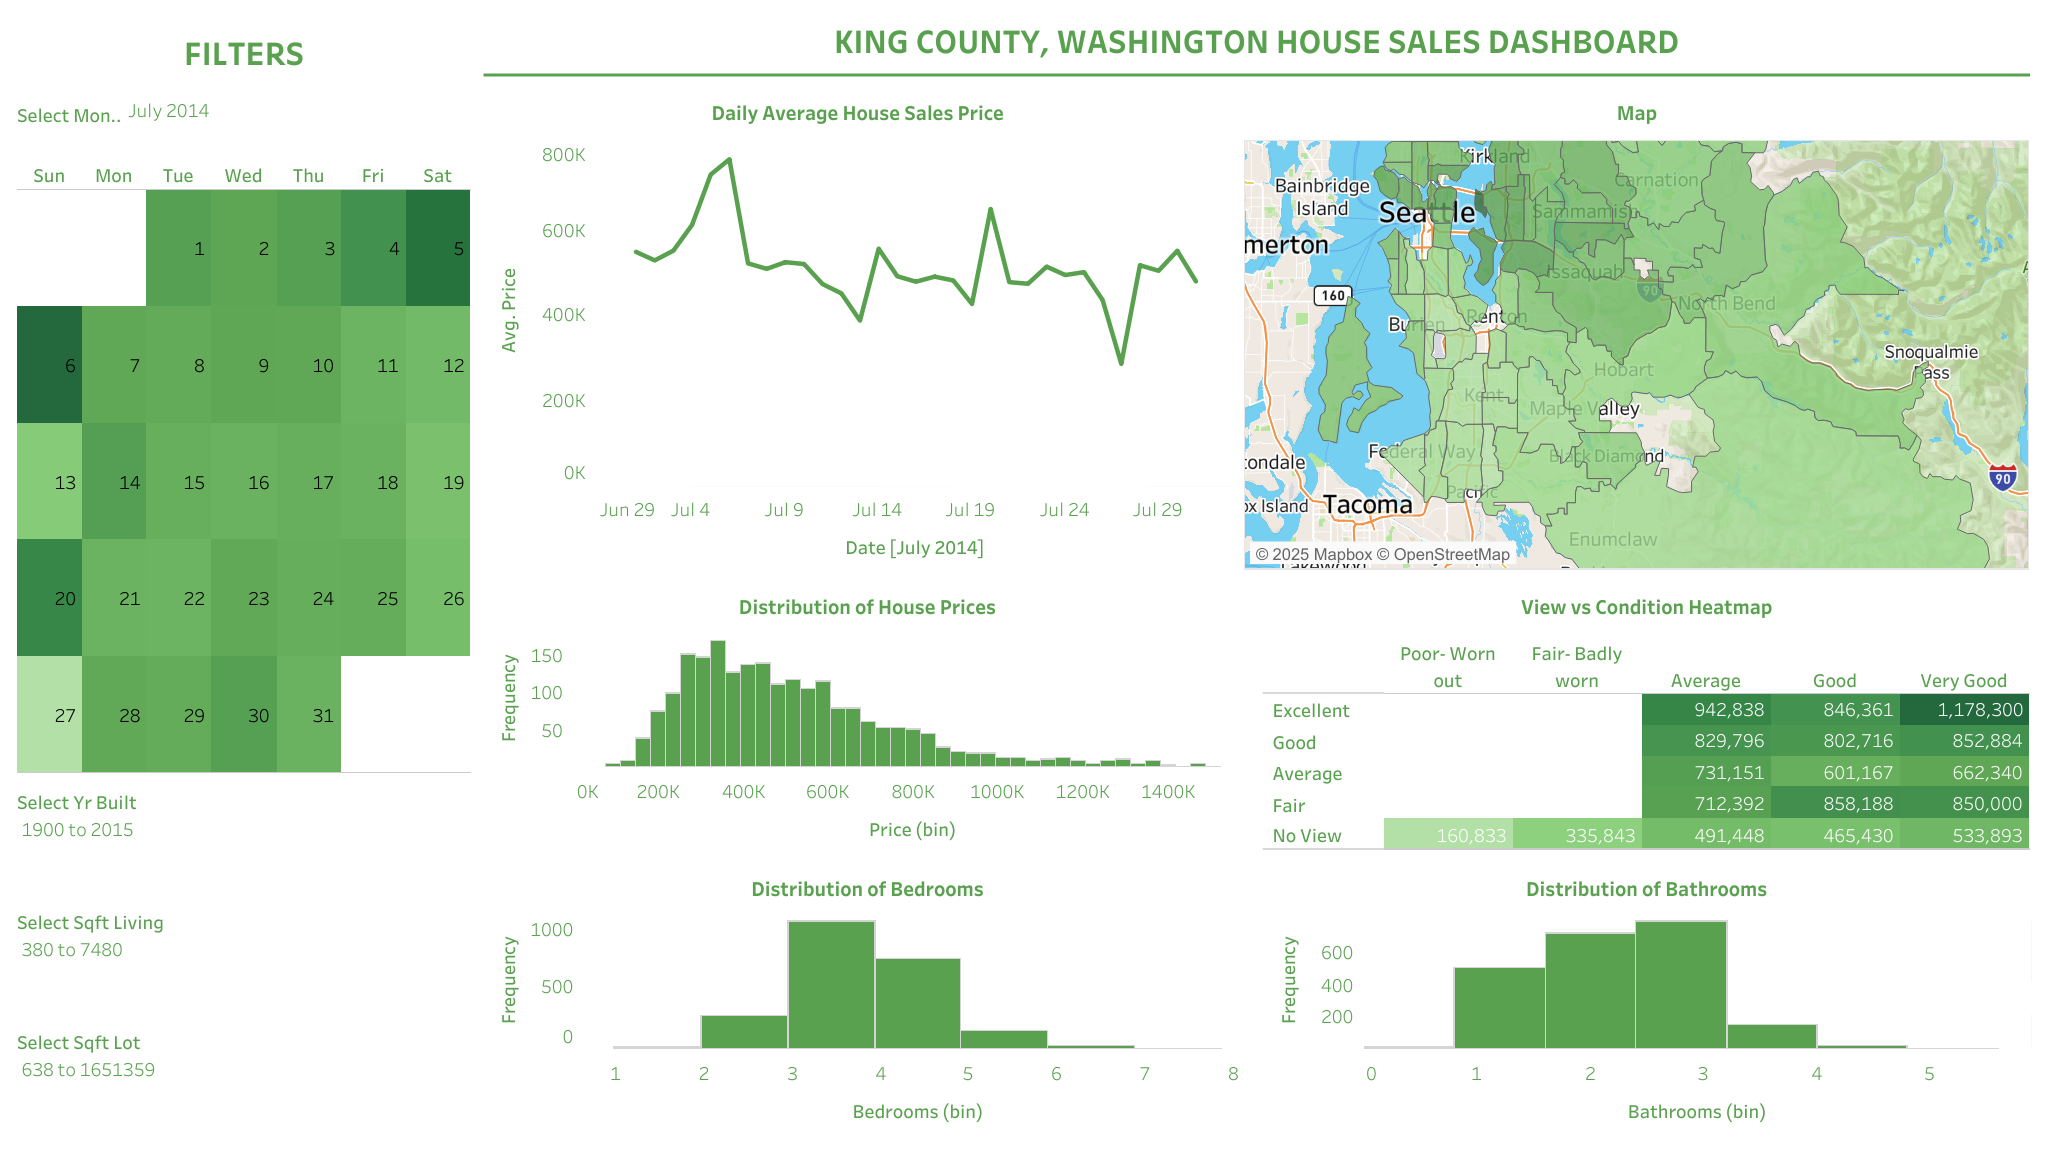 FILTERS
KING COUNTY, WASHINGTON HOUSE SALES DASHBOARD
Select Mon.. July 2014
Sun Mon Tue Wed Thu Fri Sat
1 2 3 4 5
6 7 8 9 10 11 12
13 14 15 16 17 18 19
20 21 22 23 24 25 26
27 28 29 30 31
Select Yr Built
1900 to 2015
Select Sqft Living
380 to 7480
Select Sqft Lot
638 to 1651359
Daily Average House Sales Price
Avg. Price
800K
600K
400K
200K
0K
Jun 29 Jul 4 Jul 9 Jul 14 Jul 19 Jul 24 Jul 29
Date [July 2014]
Map
Kirkland
Bainbridge
Island
Carnation
Seattle
Sammamish
merton
Issaquah
160
90
North Bend
Burien
Renton
Snoqualmie
Pass
Hobart
Kent
Maple Valley
Federal Way
Black Diamond
condale
90
Pacific
ox Island
Tacoma
Enumclaw
© 2025 Mapbox © OpenStreetMap
Lakewood
Distribution of House Prices
Frequency
150
100
50
0K 200K 400K 600K 800K 1000K 1200K 1400K
Price (bin)
View vs Condition Heatmap
Poor- Worn Fair- Badly
out worn Average Good Very Good
Excellent 942,838 846,361 1,178,300
Good 829,796 802,716 852,884
Average 731,151 601,167 662,340
Fair 712,392 858,188 850,000
No View 160,833 335,843 491,448 465,430 533,893
Distribution of Bedrooms
Frequency
1000
500
0
1 2 3 4 5 6 7 8
Bedrooms (bin)
Distribution of Bathrooms
Frequency
600
400
200
0 1 2 3 4 5
Bathrooms (bin)